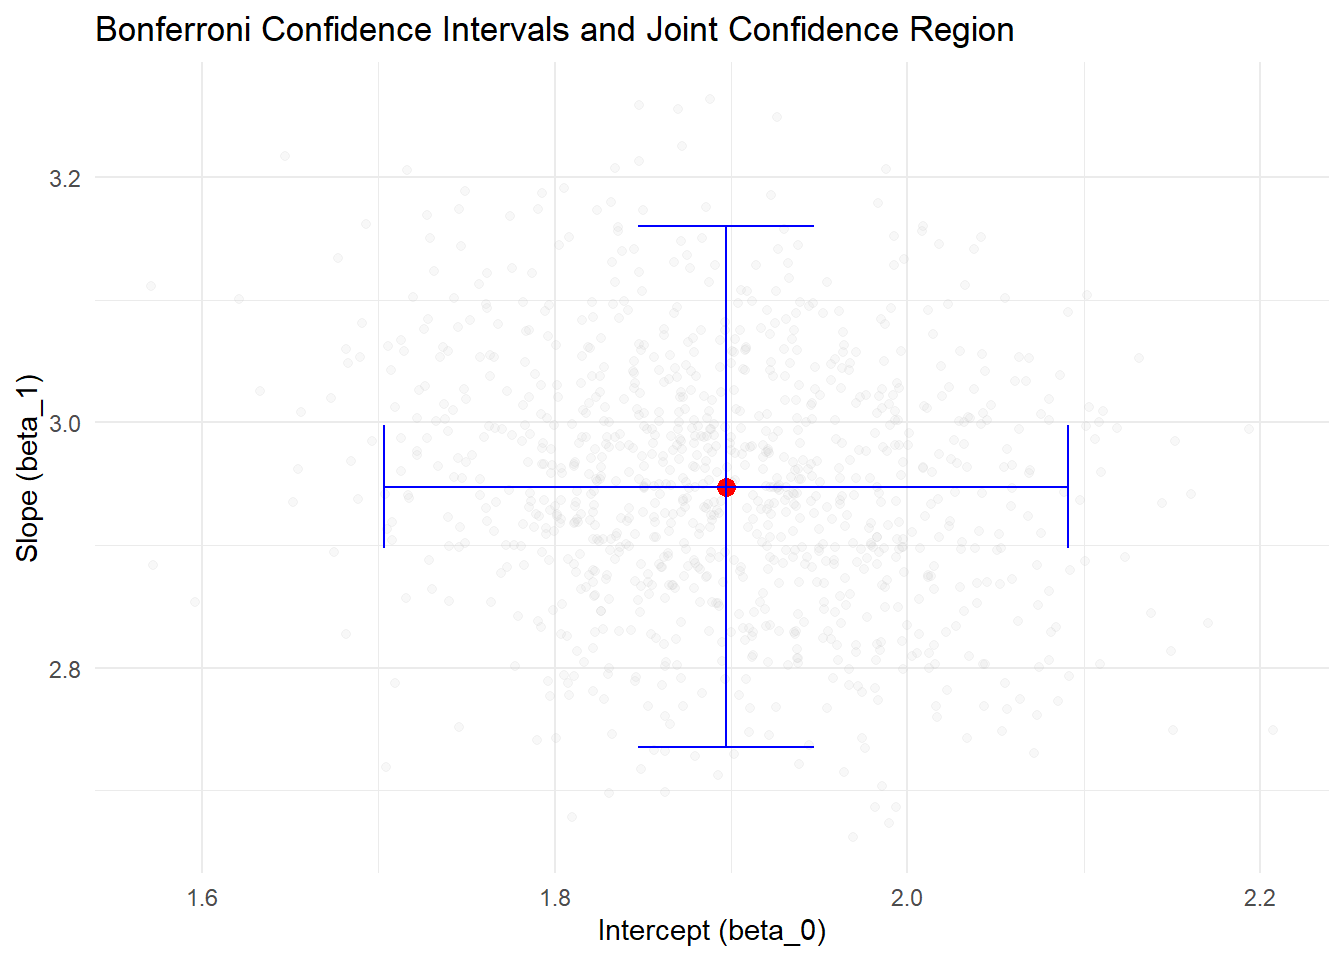 Bonferroni Confidence Intervals and Joint Confidence Region
3.2
3.0
2.8
Slope (beta_1)
1.6
1.8
2.0
2.2
Intercept (beta_0)